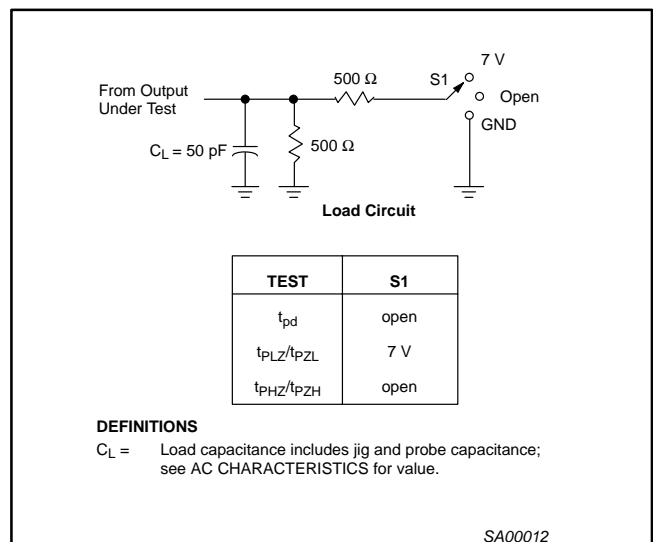 7 V
500 Ω
S1
From Output
Under Test
Open
GND
C_L = 50 pF
500 Ω
Load Circuit
TEST S1
t_pd open
t_PLZ/t_PZL 7 V
t_PHZ/t_PZH open
DEFINITIONS
C_L = Load capacitance includes jig and probe capacitance;
see AC CHARACTERISTICS for value.
SA00012